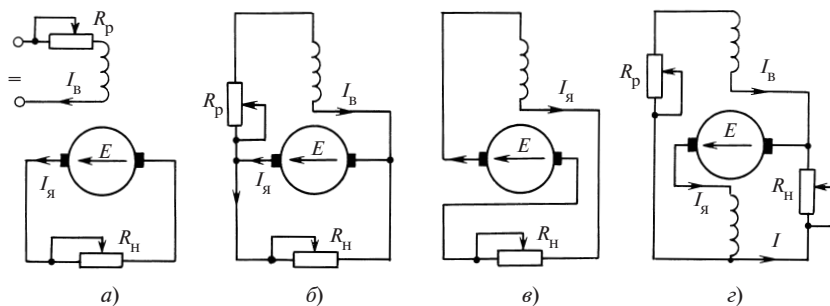 R_р
=
I_в
E
I_я
R_н
а)
R_р
I_в
E
I_я
R_н
б)
I_я
E
R_н
в)
R_р
I_в
E
I_я
R_н
I
г)